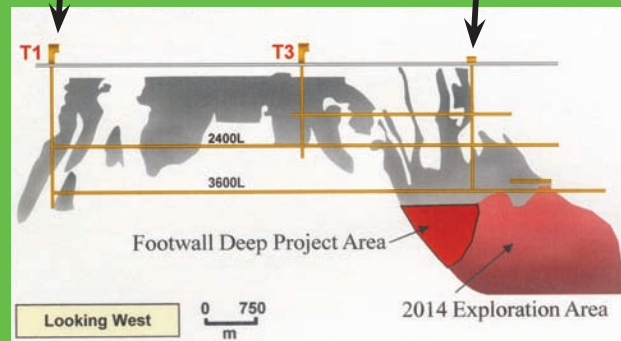 T1
T3
2400L
3600L
Footwall Deep Project Area
2014 Exploration Area
Looking West
0 750
m